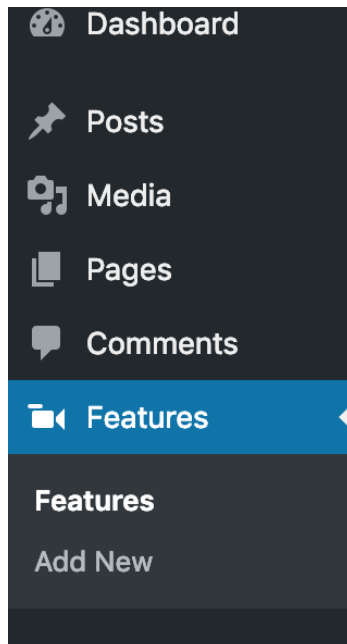 Dashboard
Posts
Media
Pages
Comments
Features
Features
Add New